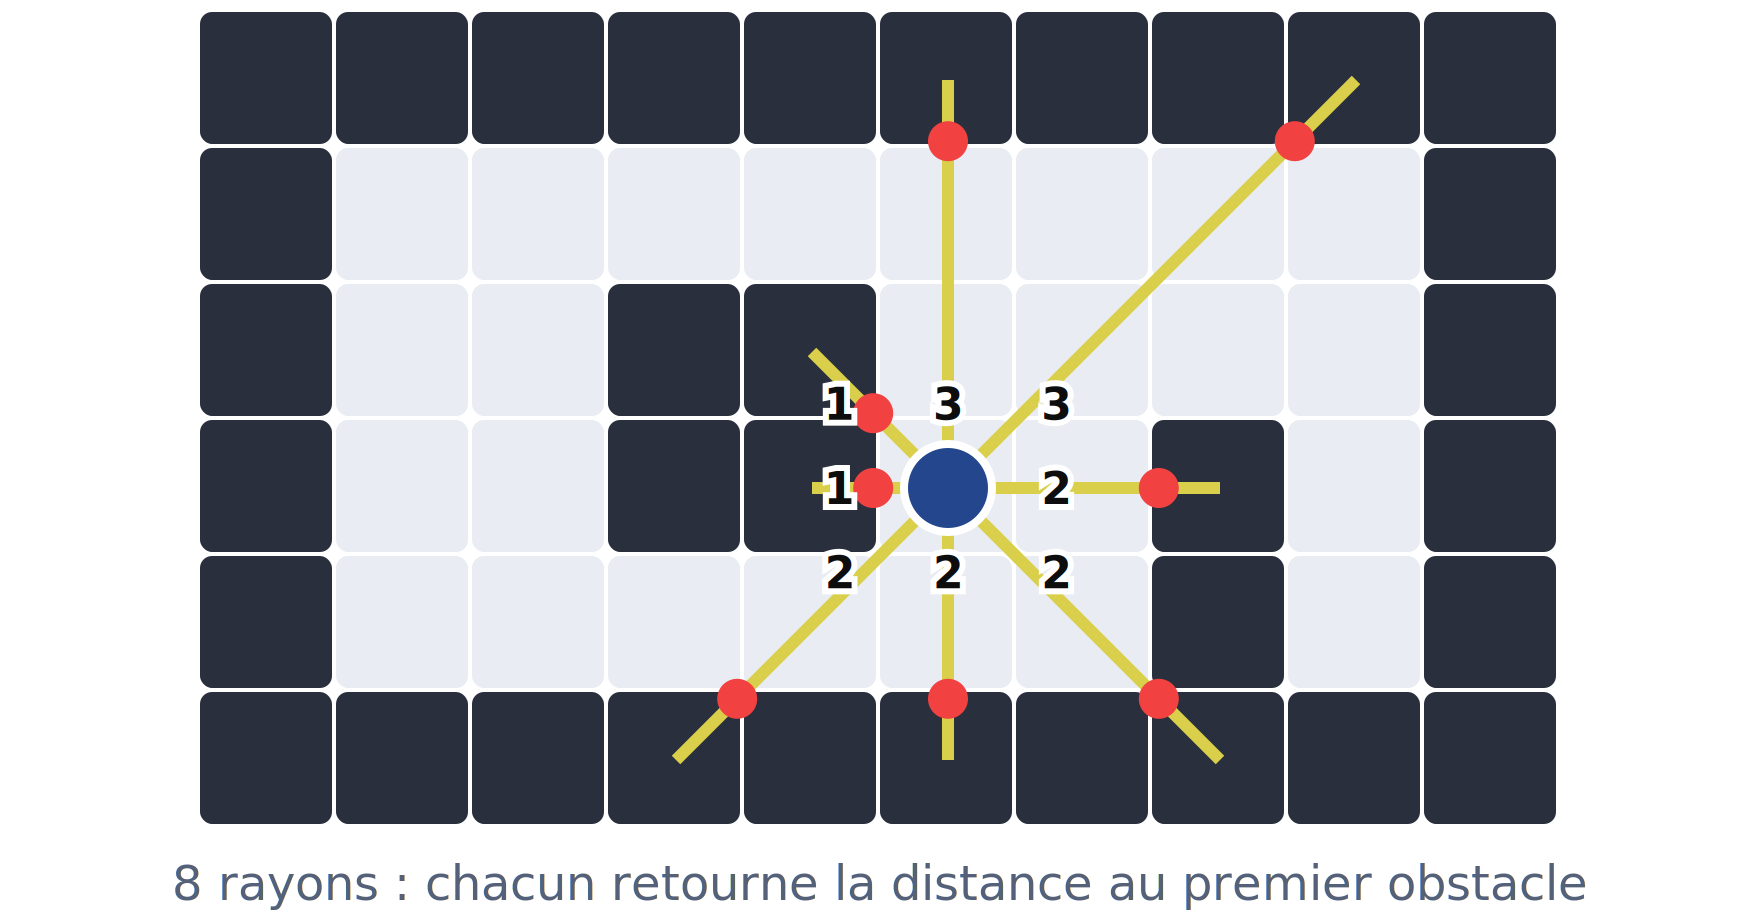 1 3 3
1 2
2 2 2
8 rayons : chacun retourne la distance au premier obstacle